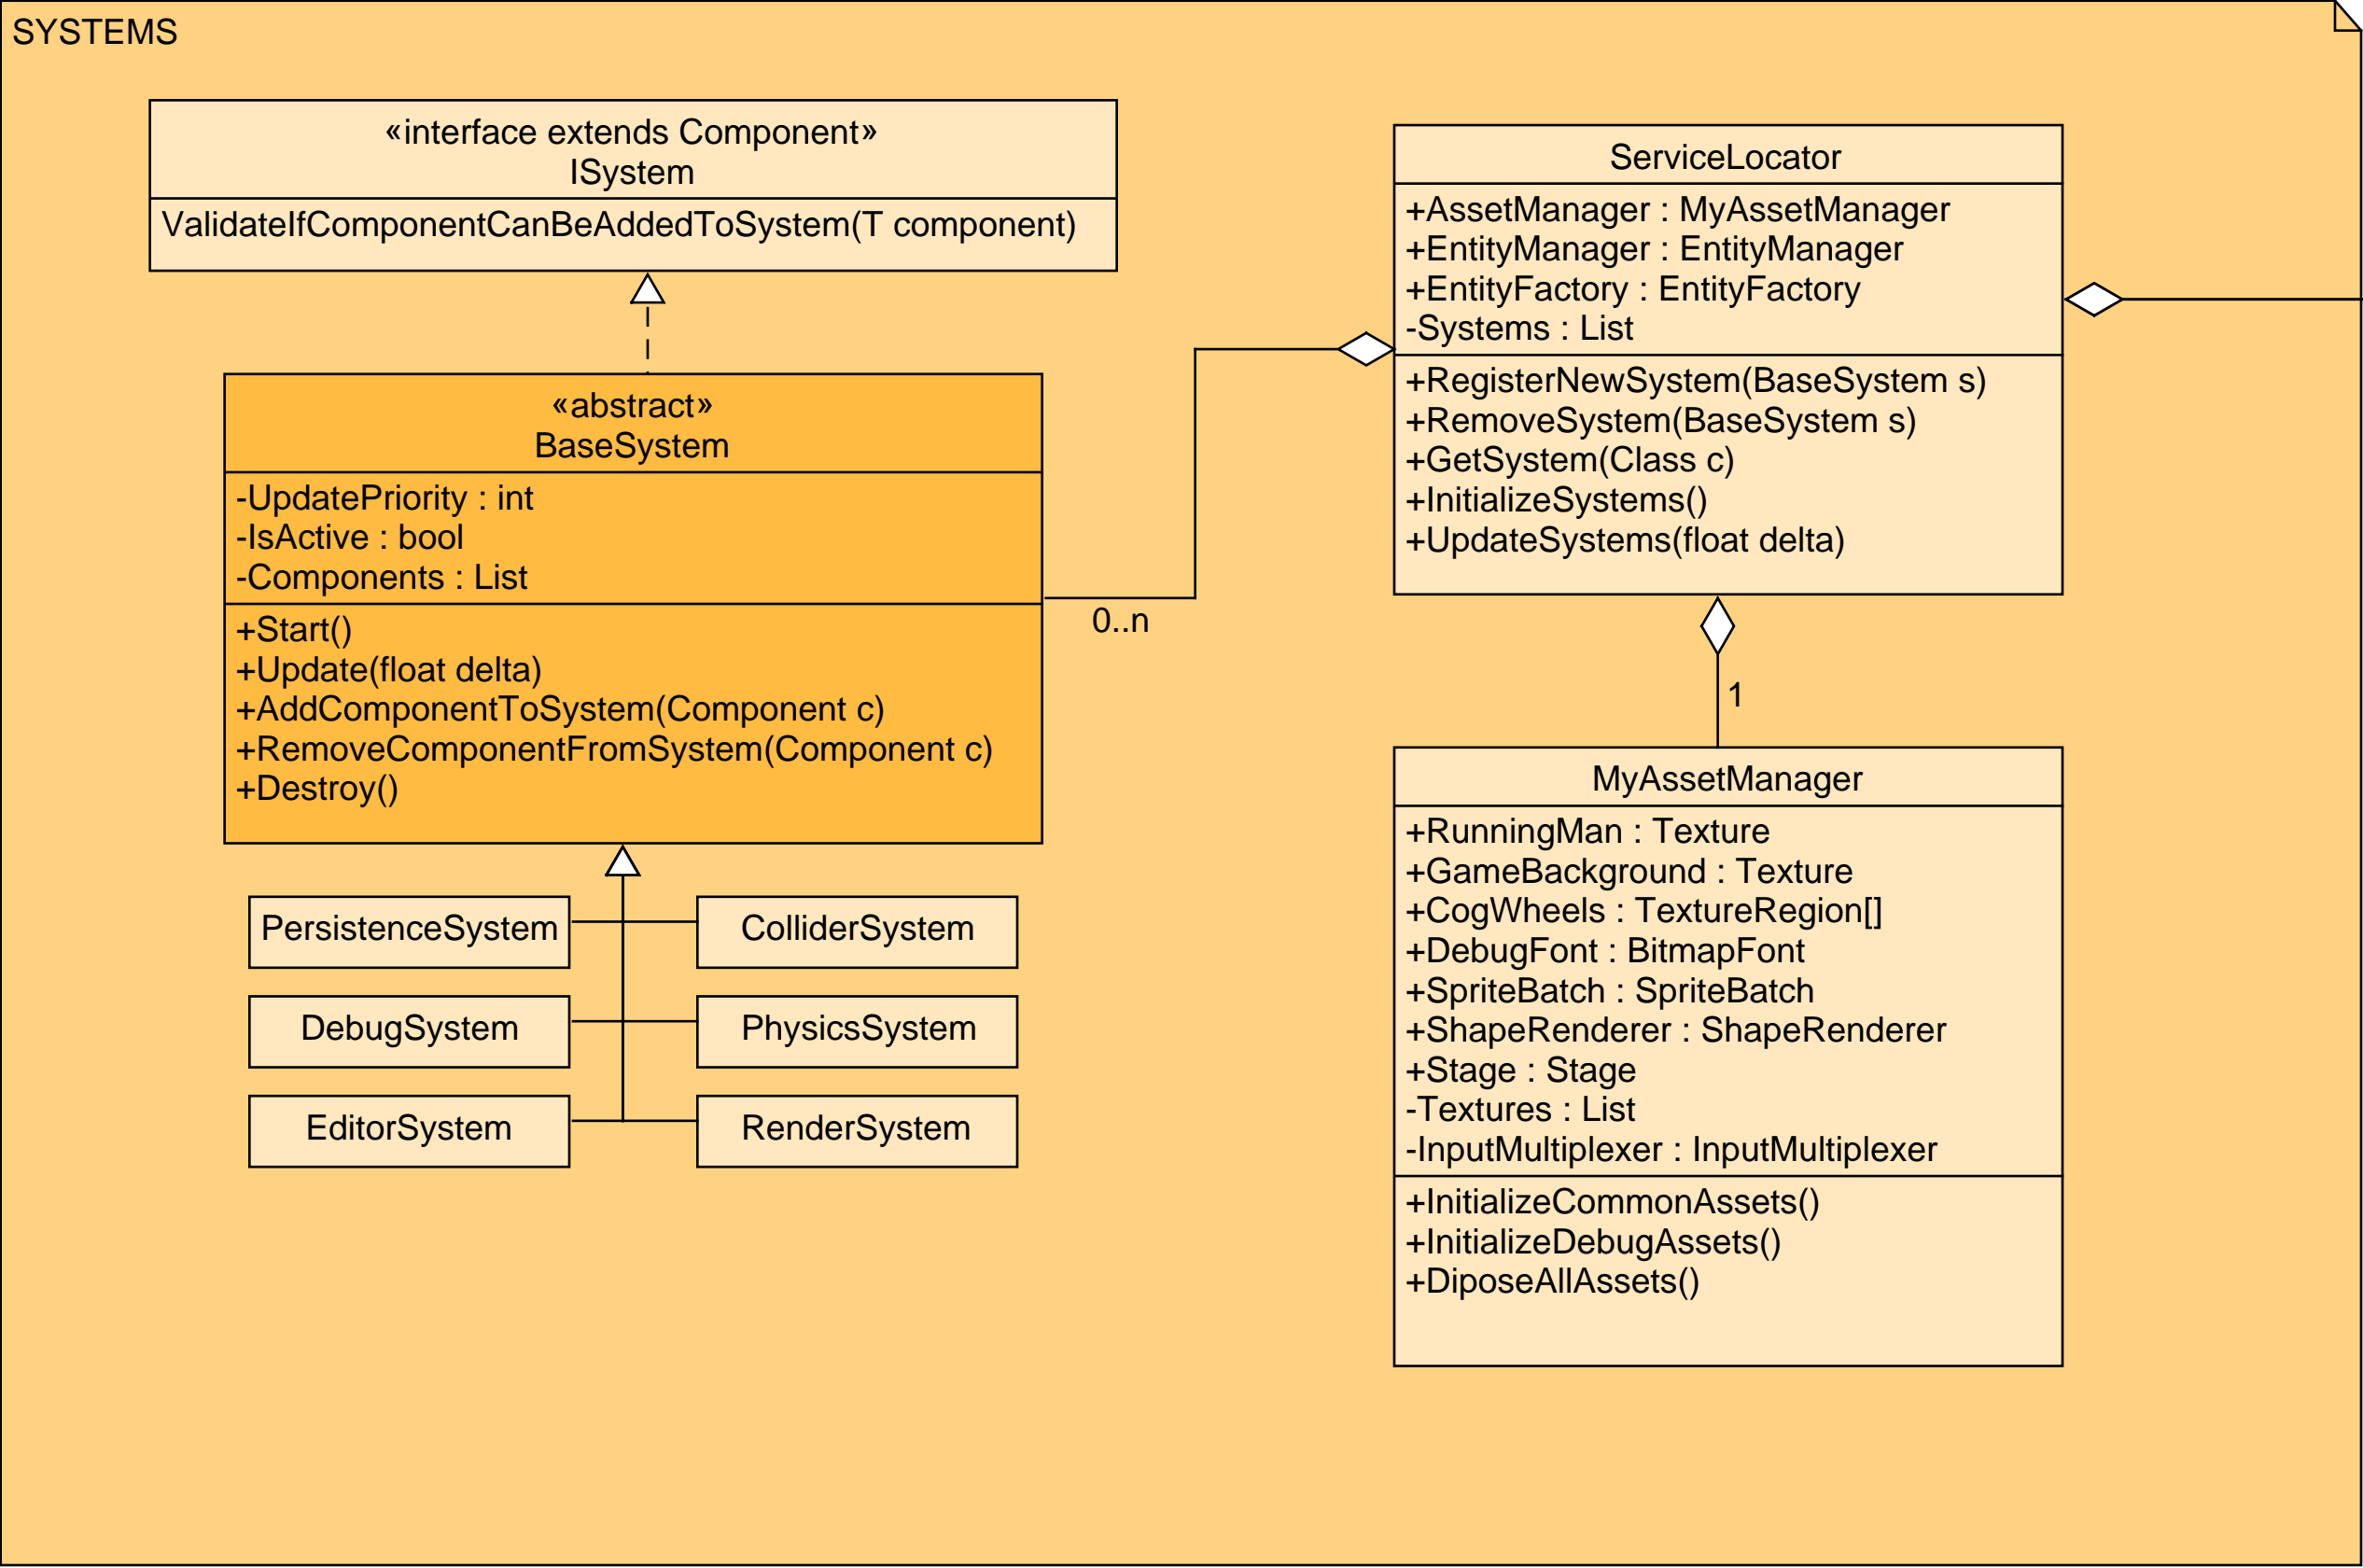 SYSTEMS
«interface extends Component»
ISystem
ValidateIfComponentCanBeAddedToSystem(T component)
«abstract»
BaseSystem
-UpdatePriority : int
-IsActive : bool
-Components : List
+Start()
+Update(float delta)
+AddComponentToSystem(Component c)
+RemoveComponentFromSystem(Component c)
+Destroy()
0..n
PersistenceSystem
ColliderSystem
DebugSystem
PhysicsSystem
EditorSystem
RenderSystem
ServiceLocator
+AssetManager : MyAssetManager
+EntityManager : EntityManager
+EntityFactory : EntityFactory
-Systems : List
+RegisterNewSystem(BaseSystem s)
+RemoveSystem(BaseSystem s)
+GetSystem(Class c)
+InitializeSystems()
+UpdateSystems(float delta)
1
MyAssetManager
+RunningMan : Texture
+GameBackground : Texture
+CogWheels : TextureRegion[]
+DebugFont : BitmapFont
+SpriteBatch : SpriteBatch
+ShapeRenderer : ShapeRenderer
+Stage : Stage
-Textures : List
-InputMultiplexer : InputMultiplexer
+InitializeCommonAssets()
+InitializeDebugAssets()
+DiposeAllAssets()